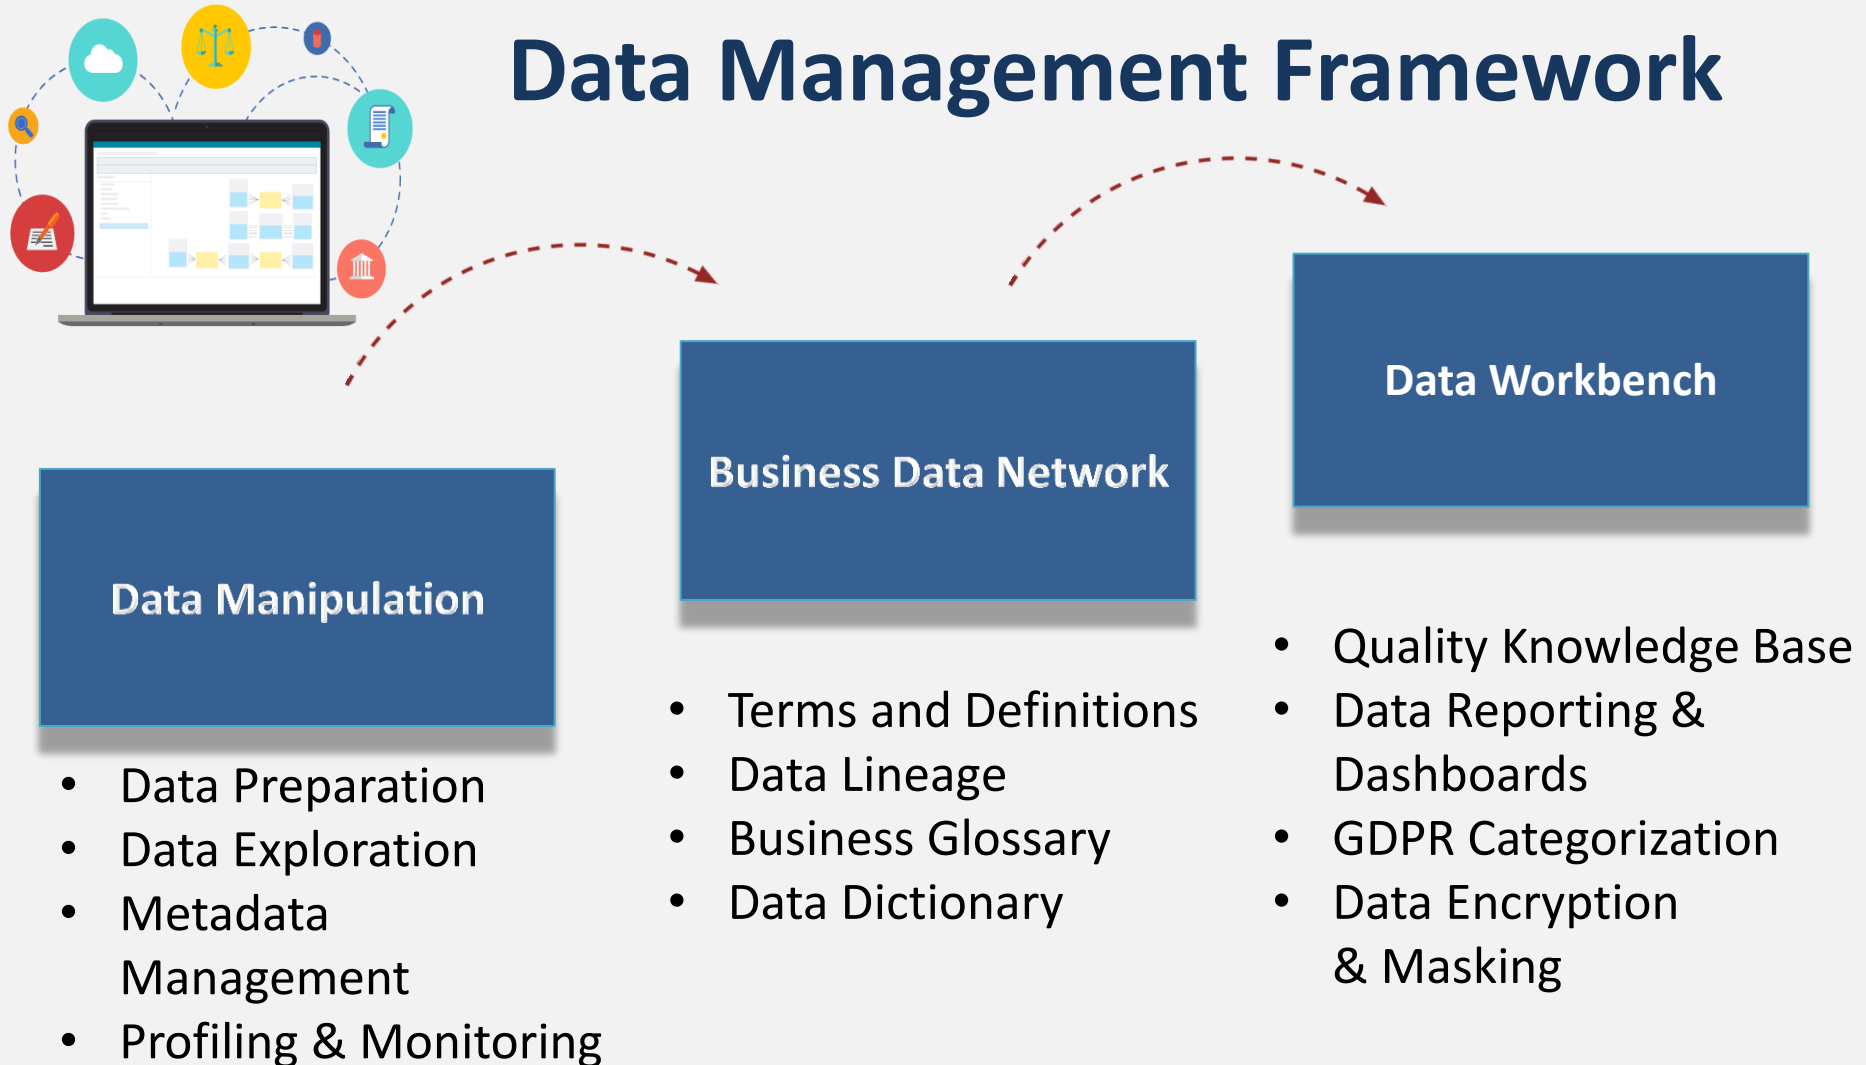 Data Management Framework
Data Manipulation
• Data Preparation
• Data Exploration
• Metadata
Management
• Profiling & Monitoring
Business Data Network
• Terms and Definitions
• Data Lineage
• Business Glossary
• Data Dictionary
Data Workbench
• Quality Knowledge Base
• Data Reporting &
Dashboards
• GDPR Categorization
• Data Encryption
& Masking